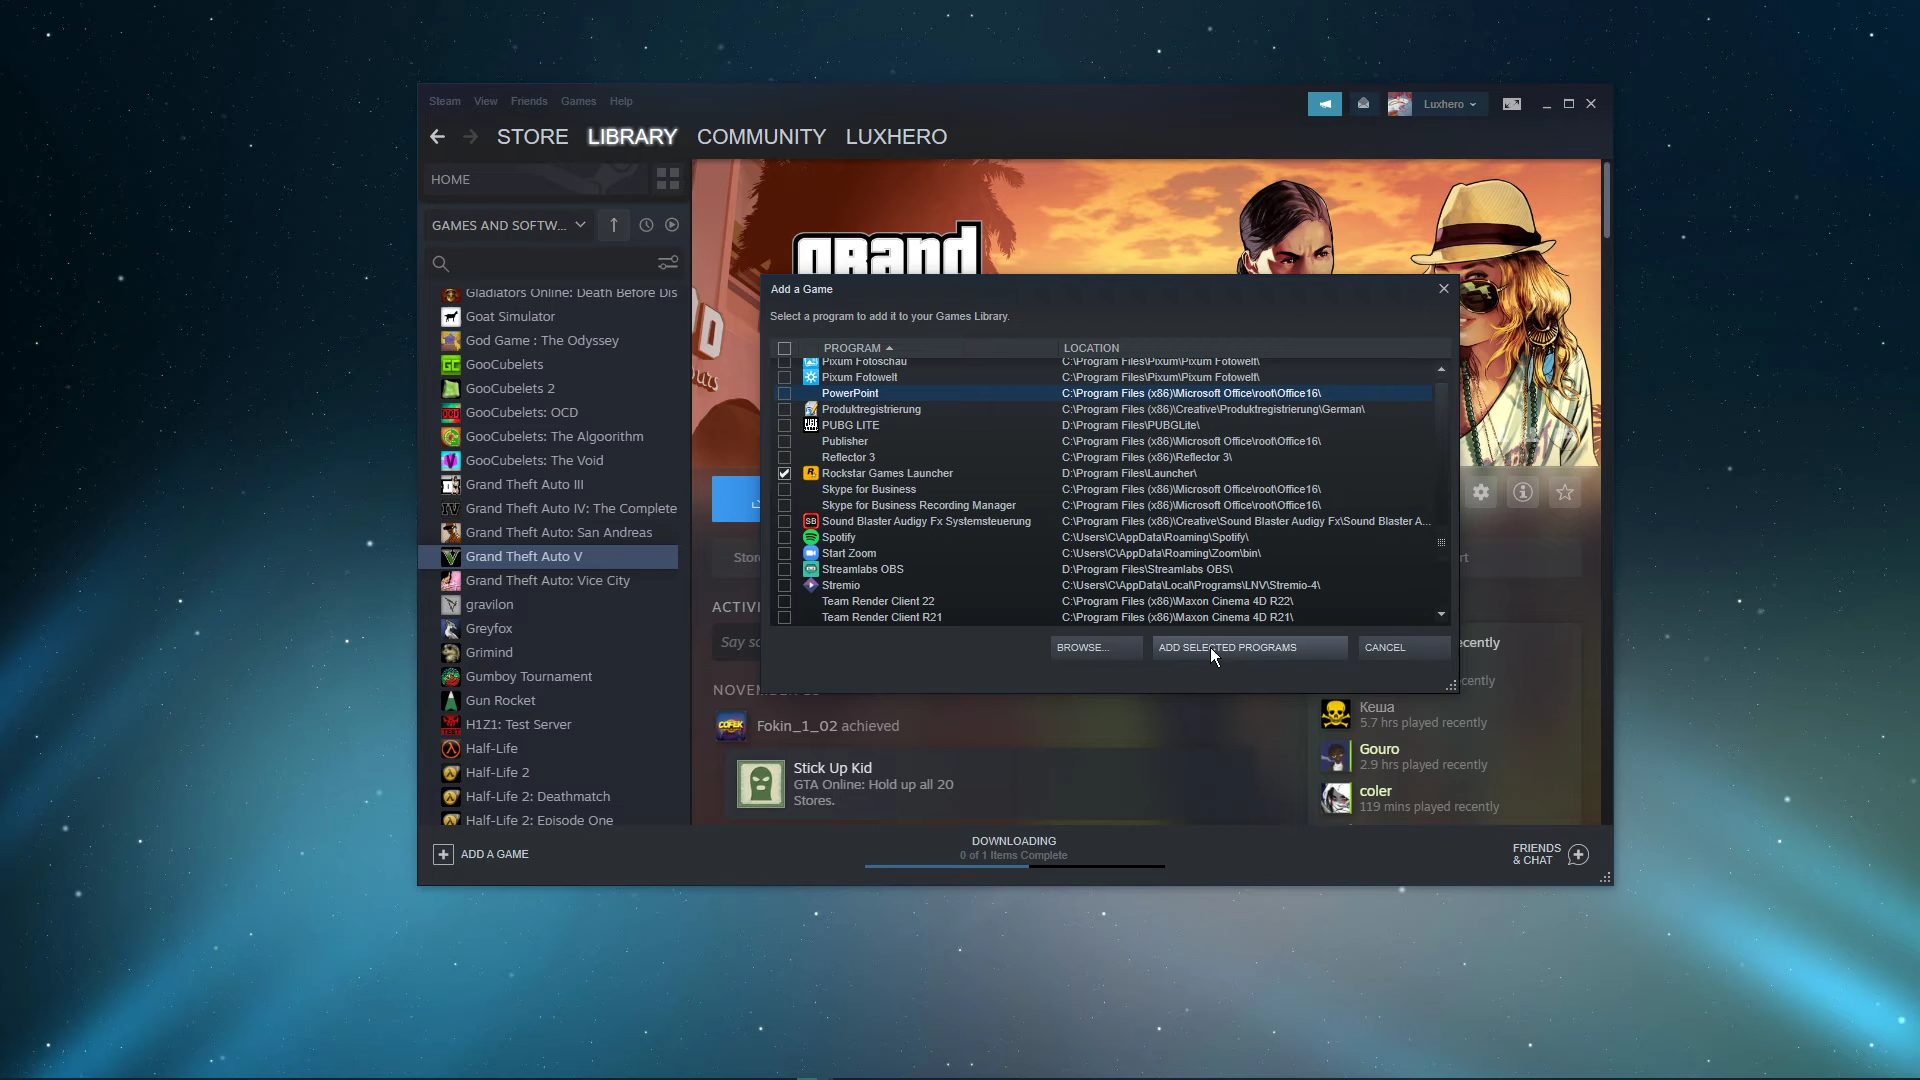 Steam View Friends Games Help
Luxhero
STORE LIBRARY COMMUNITY LUXHERO
HOME
GAMES AND SOFTW...
Gladiators Online: Death Before Dis
Goat Simulator
God Game : The Odyssey
GooCubelets
GooCubelets 2
GooCubelets: OCD
GooCubelets: The Algoorithm
GooCubelets: The Void
Grand Theft Auto III
Grand Theft Auto IV: The Complete
Grand Theft Auto: San Andreas
Grand Theft Auto V
Grand Theft Auto: Vice City
gravilon
Greyfox
Grimind
Gumboy Tournament
Gun Rocket
H1Z1: Test Server
Half-Life
Half-Life 2
Half-Life 2: Deathmatch
Half-Life 2: Episode One
grand
Add a Game
Select a program to add it to your Games Library.
PROGRAM LOCATION
Pixum Fotoschau C:\Program Files\Pixum\Pixum Fotowelt\
Pixum Fotowelt C:\Program Files\Pixum\Pixum Fotowelt\
PowerPoint C:\Program Files (x86)\Microsoft Office\root\Office16\
Produktregistrierung C:\Program Files (x86)\Creative\Produktregistrierung\German\
PUBG LITE D:\Program Files\PUBGLite\
Publisher C:\Program Files (x86)\Microsoft Office\root\Office16\
Reflector 3 C:\Program Files (x86)\Reflector 3\
Rockstar Games Launcher D:\Program Files\Launcher\
Skype for Business C:\Program Files (x86)\Microsoft Office\root\Office16\
Skype for Business Recording Manager C:\Program Files (x86)\Microsoft Office\root\Office16\
Sound Blaster Audigy Fx Systemsteuerung C:\Program Files (x86)\Creative\Sound Blaster Audigy Fx\Sound Blaster A...
Spotify C:\Users\C\AppData\Roaming\Spotify\
Start Zoom C:\Users\C\AppData\Roaming\Zoom\bin\
Streamlabs OBS D:\Program Files\Streamlabs OBS\
Stremio C:\Users\C\AppData\Local\Programs\LNV\Stremio-4\
Team Render Client 22 C:\Program Files (x86)\Maxon Cinema 4D R22\
Team Render Client R21 C:\Program Files (x86)\Maxon Cinema 4D R21\
BROWSE... ADD SELECTED PROGRAMS CANCEL
Stor
ACTIVI
Say so
Fokin_1_02 achieved
Stick Up Kid
GTA Online: Hold up all 20
Stores.
Кеша
5.7 hrs played recently
Gouro
2.9 hrs played recently
coler
119 mins played recently
ADD A GAME
DOWNLOADING
0 of 1 Items Complete
FRIENDS
& CHAT